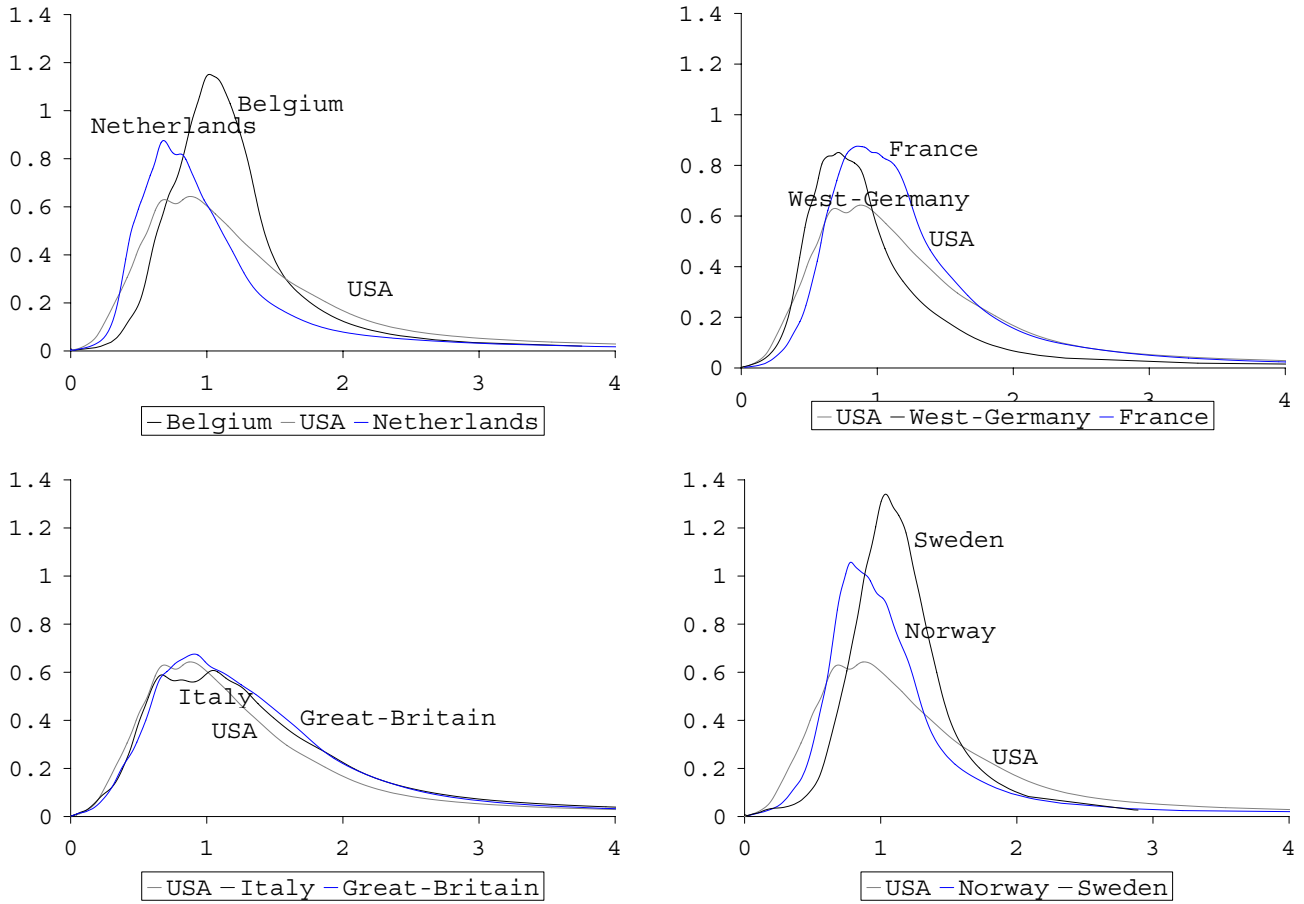 1.4
1.2
1
0.8
0.6
0.4
0.2
0
Belgium
Netherlands
USA
0 1 2 3 4
Belgium USA Netherlands
1.4
1.2
1
0.8
0.6
0.4
0.2
0
France
West-Germany
USA
0 1 2 3 4
USA West-Germany France
1.4
1.2
1
0.8
0.6
0.4
0.2
0
Italy
Great-Britain
USA
0 1 2 3 4
USA Italy Great-Britain
1.4
1.2
1
0.8
0.6
0.4
0.2
0
Sweden
Norway
USA
0 1 2 3 4
USA Norway Sweden